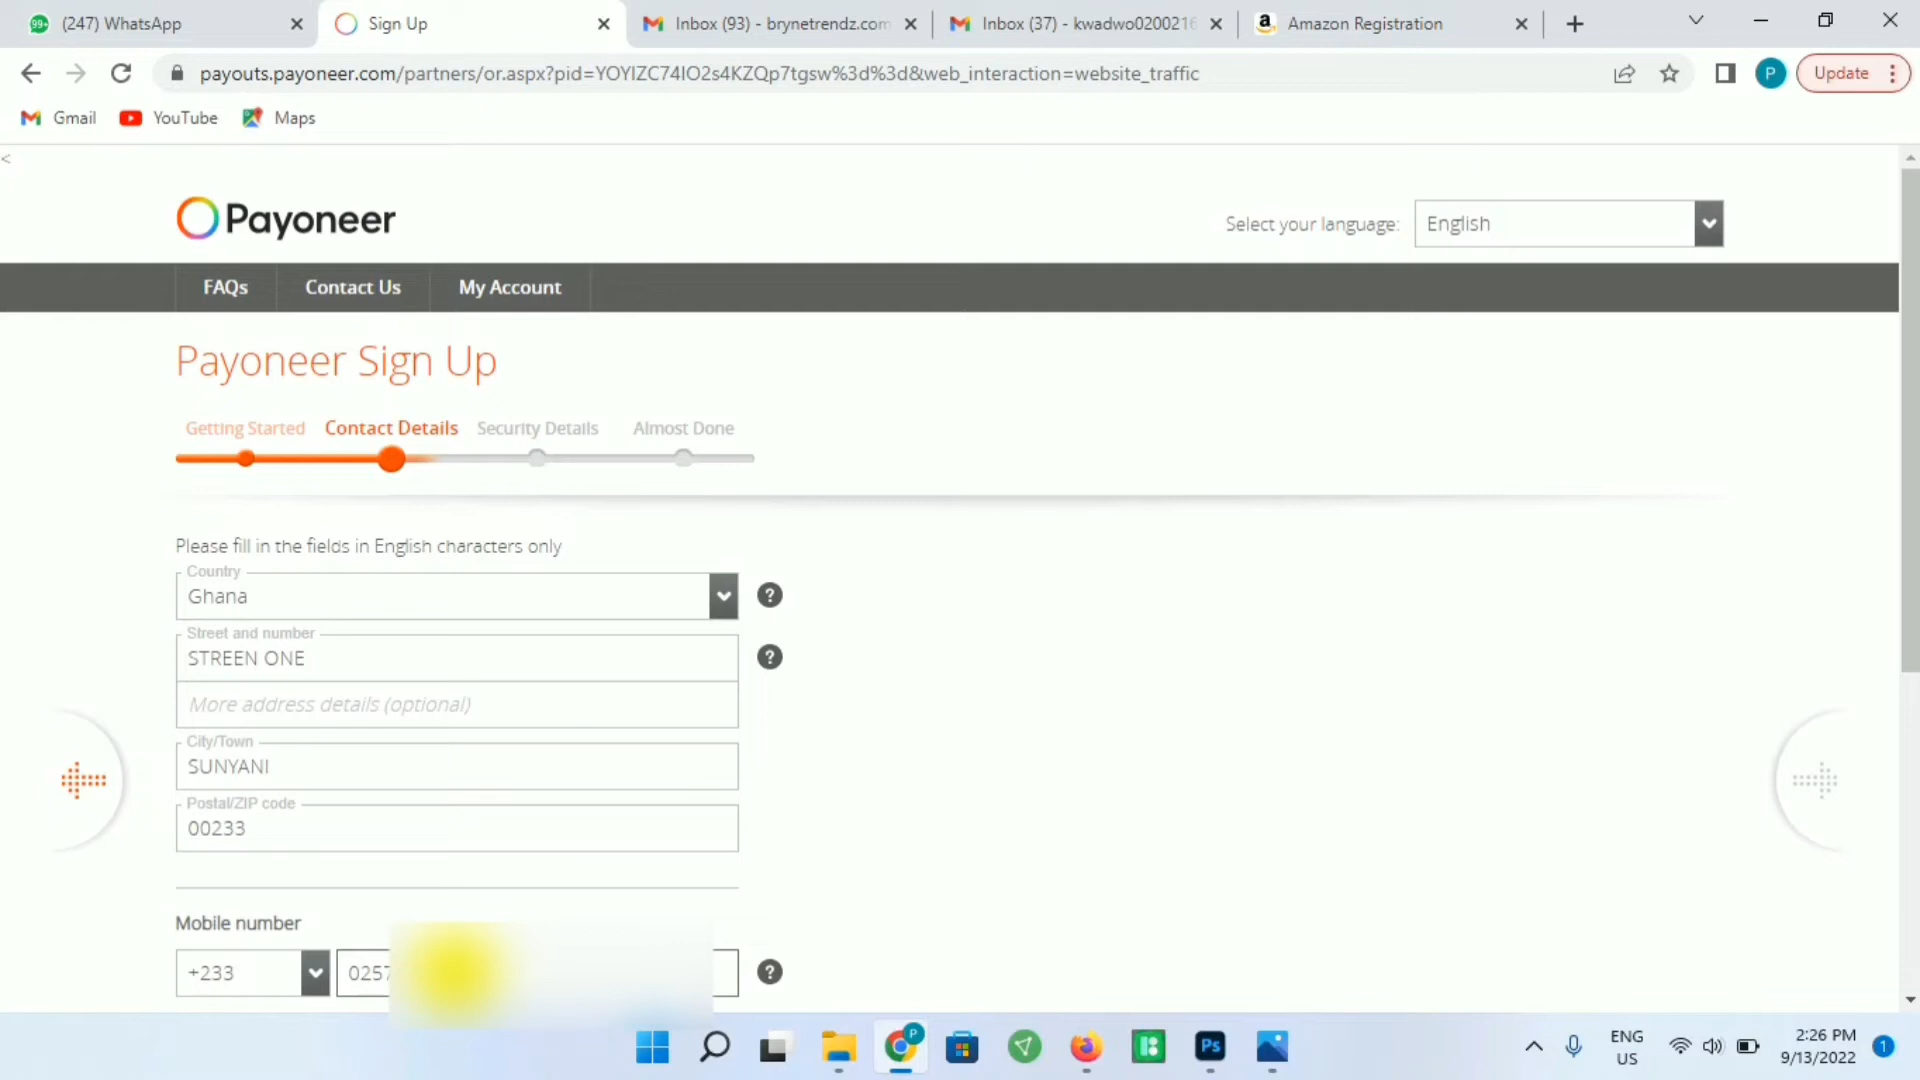 99+ (247) WhatsApp
Sign Up
Inbox (93) - brynetrendz.com
Inbox (37) - kwadwo0200216
a Amazon Registration
payouts.payoneer.com/partners/or.aspx?pid=YOYIZC74IO2s4KZQp7tgsw%3d%3d&web_interaction=website_traffic
P
Update
Gmail
YouTube
Maps
<
Payoneer
Select your language:
English
FAQs
Contact Us
My Account
Payoneer Sign Up
Getting Started
Contact Details
Security Details
Almost Done
Please fill in the fields in English characters only
Country
Ghana
?
Street and number
STREEN ONE
?
More address details (optional)
City/Town
SUNYANI
Postal/ZIP code
00233
Mobile number
+233
0257
?
P
Ps
ENG
US
2:26 PM
9/13/2022
1